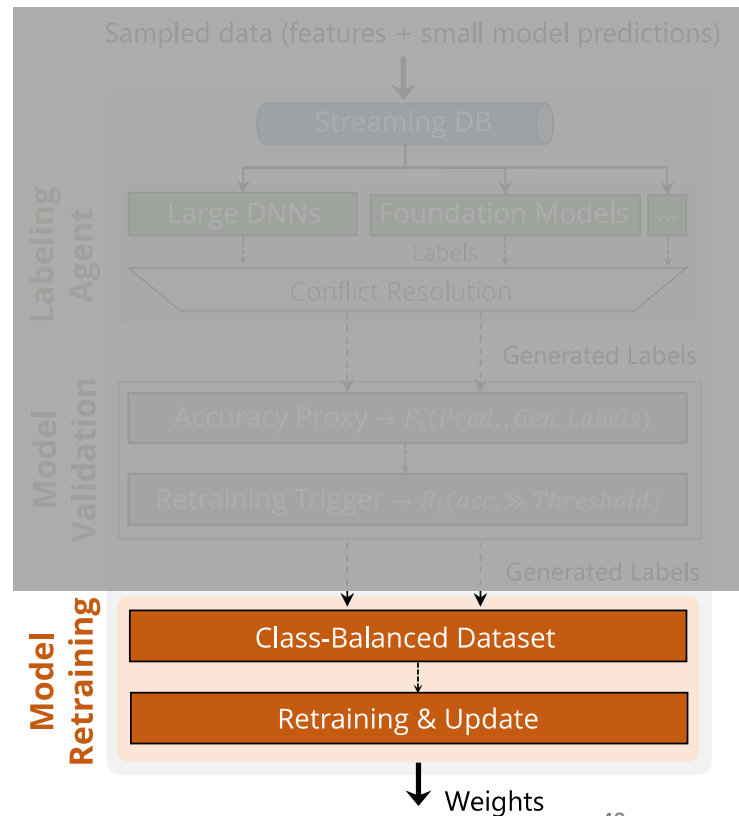 Sampled data (features + small model predictions)
Streaming DB
Labeling
Agent
Large DNNs
Foundation Models
...
Labels
Conflict Resolution
Generated Labels
Model
Validation
Accuracy Proxy → F₁(Pred., Gen. Labels)
Retraining Trigger → Rₜ(acc. ≫ Threshold)
Generated Labels
Model
Retraining
Class-Balanced Dataset
Retraining & Update
Weights